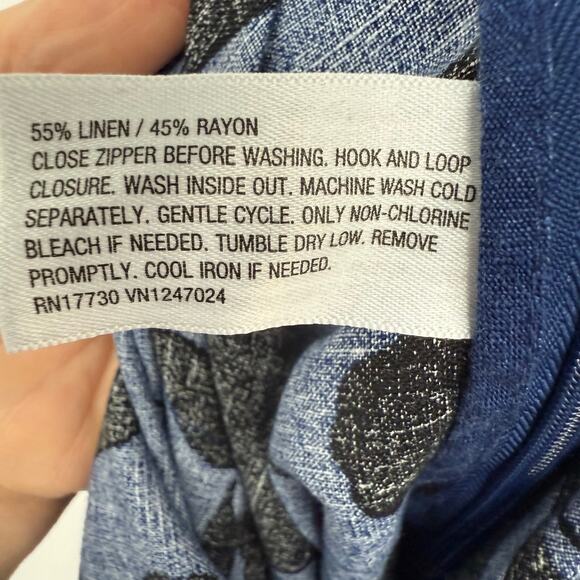 55% LINEN / 45% RAYON
CLOSE ZIPPER BEFORE WASHING. HOOK AND LOOP
CLOSURE. WASH INSIDE OUT. MACHINE WASH COLD
SEPARATELY. GENTLE CYCLE. ONLY NON-CHLORINE
BLEACH IF NEEDED. TUMBLE DRY LOW. REMOVE
PROMPTLY. COOL IRON IF NEEDED.
RN17730 VN1247024